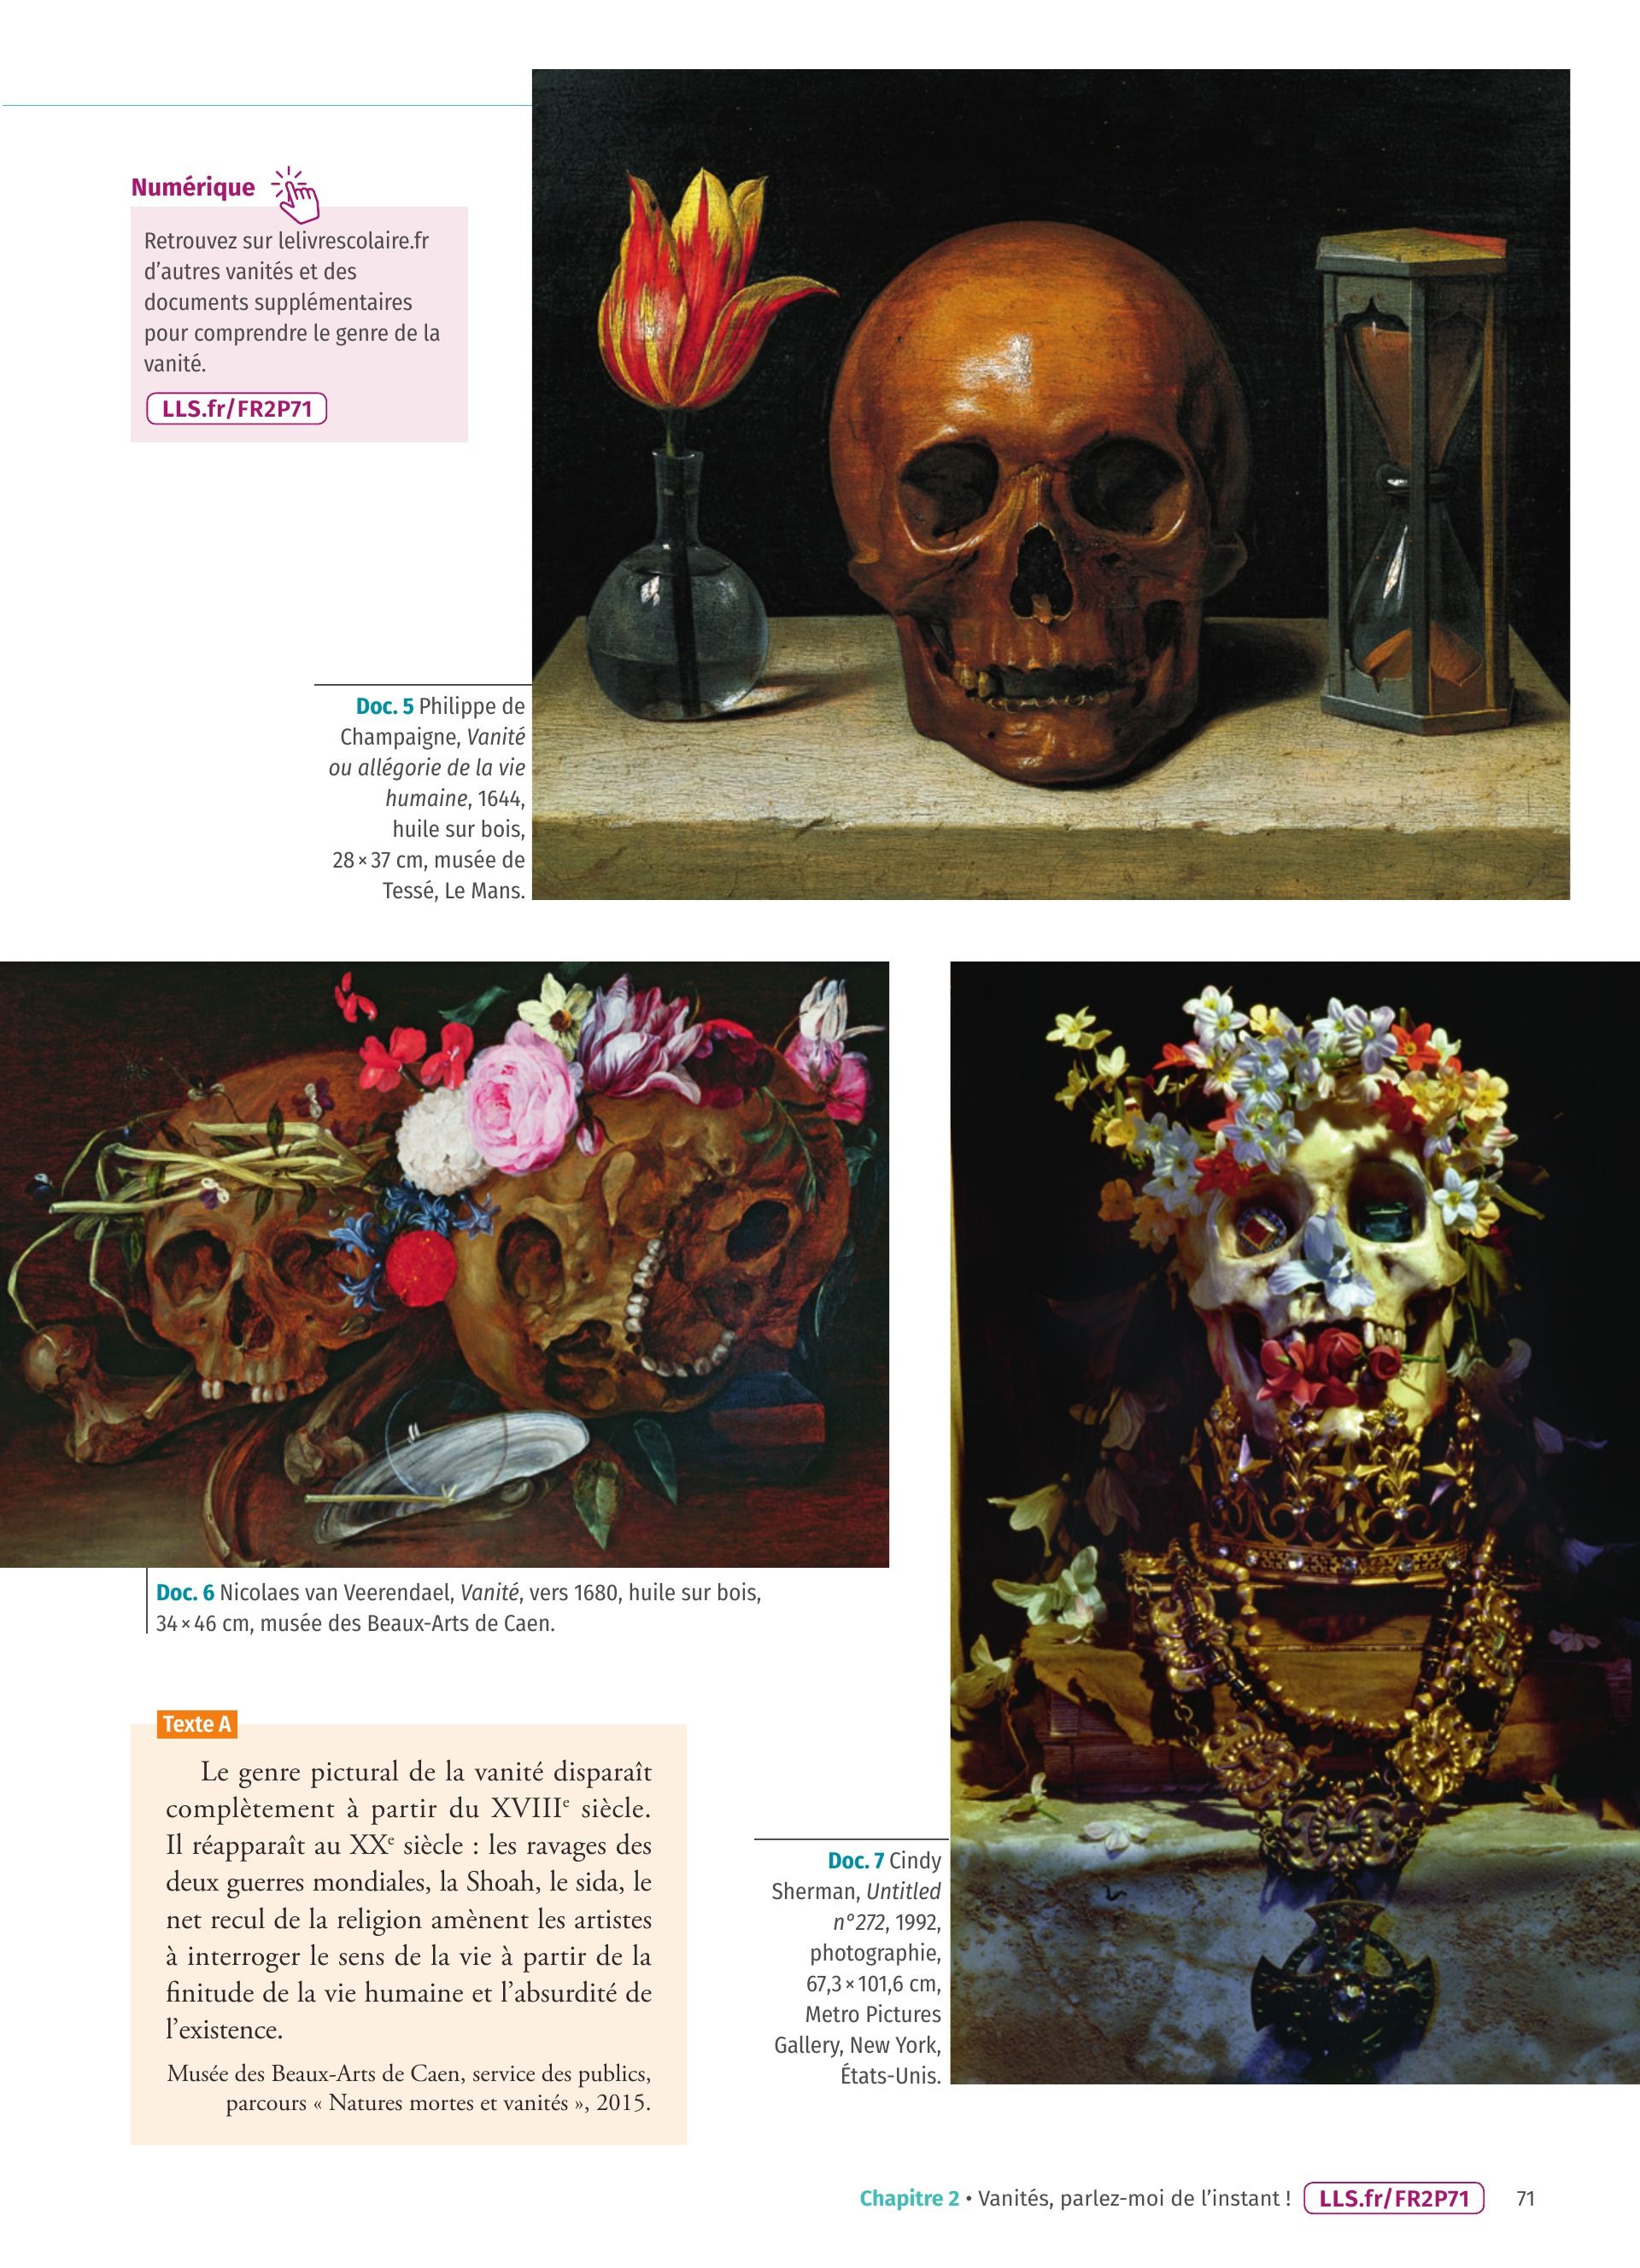 Numérique
Retrouvez sur lelivrescolaire.fr
d’autres vanités et des
documents supplémentaires
pour comprendre le genre de la
vanité.
LLS.fr/FR2P71
Doc. 5 Philippe de
Champaigne, Vanité
ou allégorie de la vie
humaine, 1644,
huile sur bois,
28 × 37 cm, musée de
Tessé, Le Mans.
Doc. 6 Nicolaes van Veerendael, Vanité, vers 1680, huile sur bois,
34 × 46 cm, musée des Beaux-Arts de Caen.
Texte A
Le genre pictural de la vanité disparaît
complètement à partir du XVIIIe siècle.
Il réapparaît au XXe siècle : les ravages des
deux guerres mondiales, la Shoah, le sida, le
net recul de la religion amènent les artistes
à interroger le sens de la vie à partir de la
finitude de la vie humaine et l’absurdité de
l’existence.
Musée des Beaux-Arts de Caen, service des publics,
parcours « Natures mortes et vanités », 2015.
Doc. 7 Cindy
Sherman, Untitled
n° 272, 1992,
photographie,
67,3 × 101,6 cm,
Metro Pictures
Gallery, New York,
États-Unis.
Chapitre 2 • Vanités, parlez-moi de l’instant ! LLS.fr/FR2P71 71